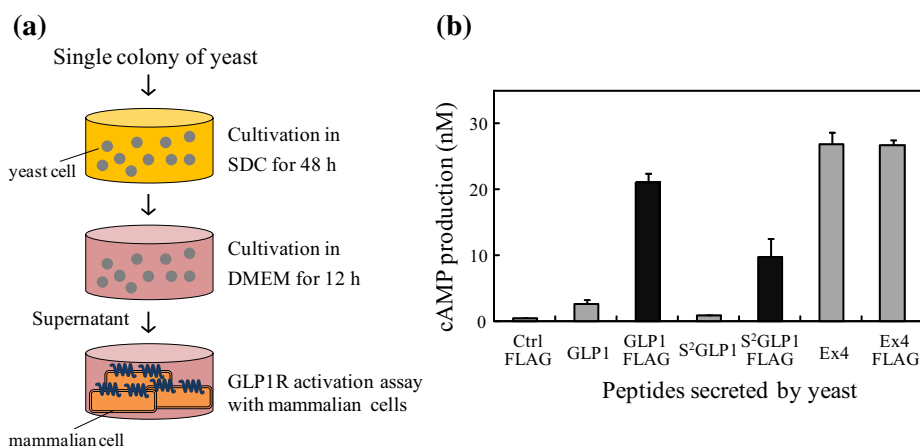 (a)
Single colony of yeast
yeast cell
Cultivation in
SDC for 48 h
Cultivation in
DMEM for 12 h
Supernatant
GLP1R activation assay
with mammalian cells
mammalian cell
(b)
cAMP production (nM)
30
20
10
0
Ctrl
FLAG
GLP1
GLP1
FLAG
S²GLP1
S²GLP1
FLAG
Ex4
Ex4
FLAG
Peptides secreted by yeast